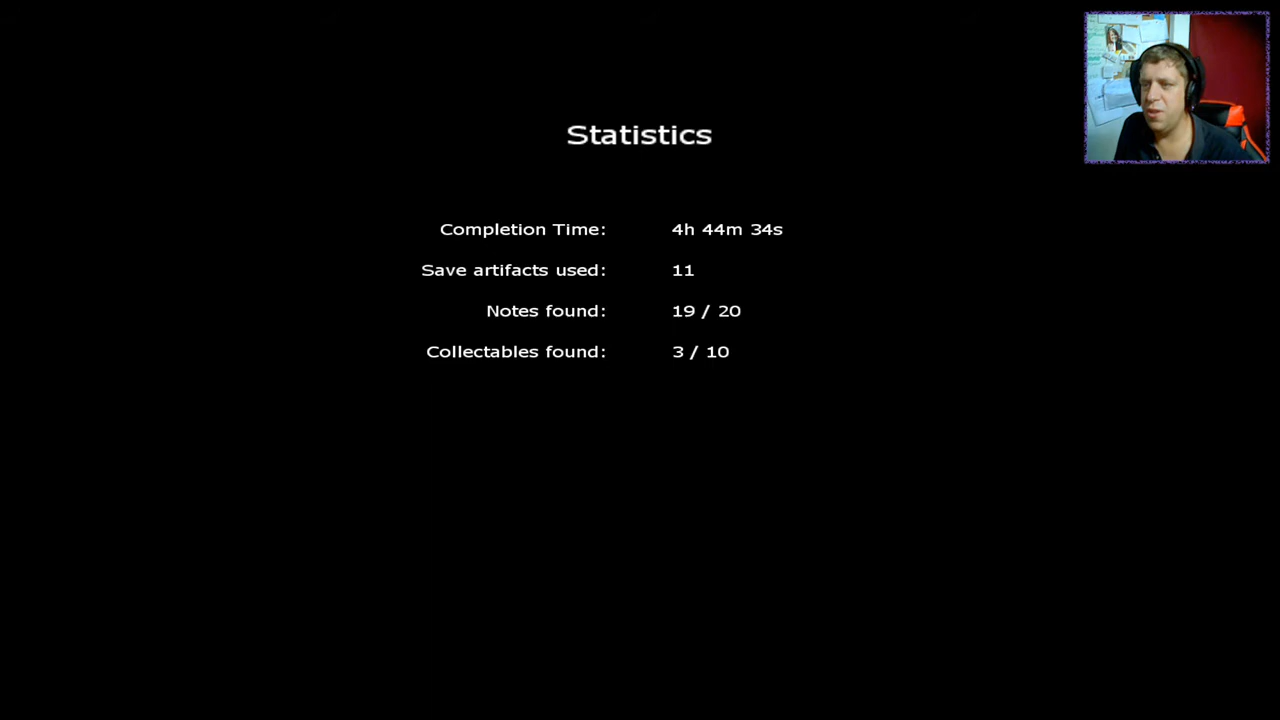 Statistics
Completion Time: 4h 44m 34s
Save artifacts used: 11
Notes found: 19 / 20
Collectables found: 3 / 10